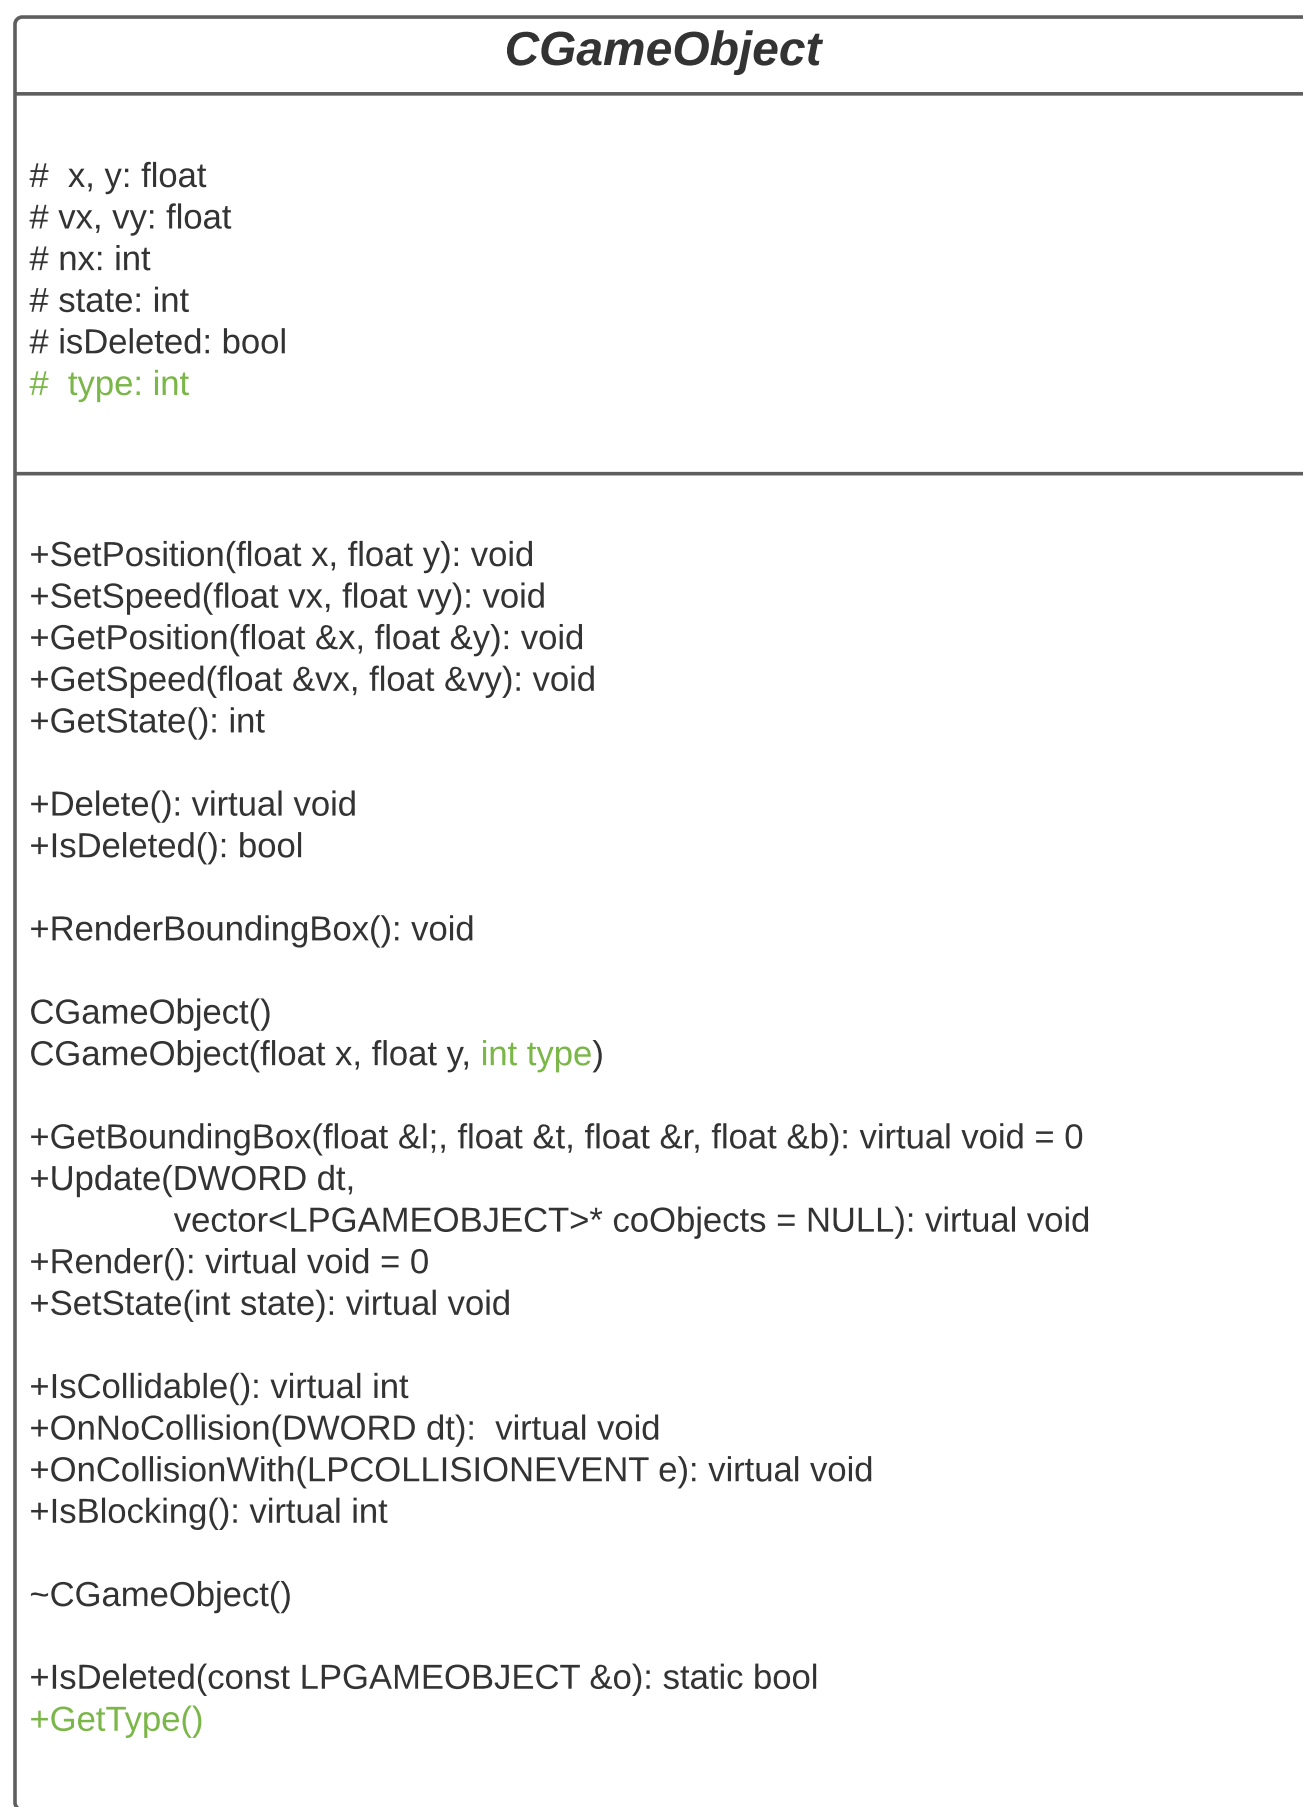 CGameObject
#  x, y: float
# vx, vy: float
# nx: int
# state: int
# isDeleted: bool
#  type: int
+SetPosition(float x, float y): void
+SetSpeed(float vx, float vy): void
+GetPosition(float &x, float &y): void
+GetSpeed(float &vx, float &vy): void
+GetState(): int
+Delete(): virtual void
+IsDeleted(): bool
+RenderBoundingBox(): void
CGameObject()
CGameObject(float x, float y, int type)
+GetBoundingBox(float &l;, float &t, float &r, float &b): virtual void = 0
+Update(DWORD dt,
vector<LPGAMEOBJECT>* coObjects = NULL): virtual void
+Render(): virtual void = 0
+SetState(int state): virtual void
+IsCollidable(): virtual int
+OnNoCollision(DWORD dt):  virtual void
+OnCollisionWith(LPCOLLISIONEVENT e): virtual void
+IsBlocking(): virtual int
~CGameObject()
+IsDeleted(const LPGAMEOBJECT &o): static bool
+GetType()